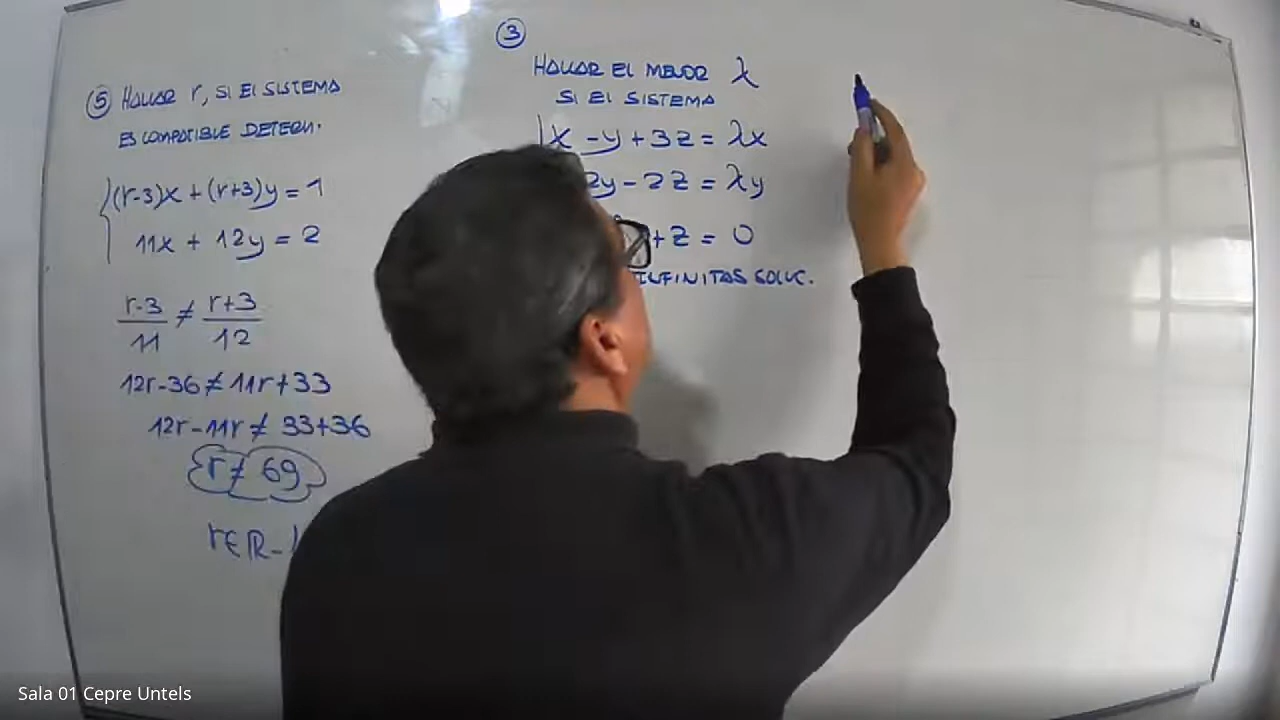 ⑤ HALLAR r, SI EL SISTEMA
ES COMPATIBLE DETERM.
(r-3)x + (r+3)y = 1
11x + 12y = 2
r-3/11 ≠ r+3/12
12r-36 ≠ 11r+33
12r-11r ≠ 33+36
r ≠ 69
r∈ℝ-
③
HALLAR EL MENOR λ
SI EL SISTEMA
x - y + 3z = λx
2y - 2z = λy
+ z = 0
INFINITAS SOLUC.
Sala 01 Cepre Untels